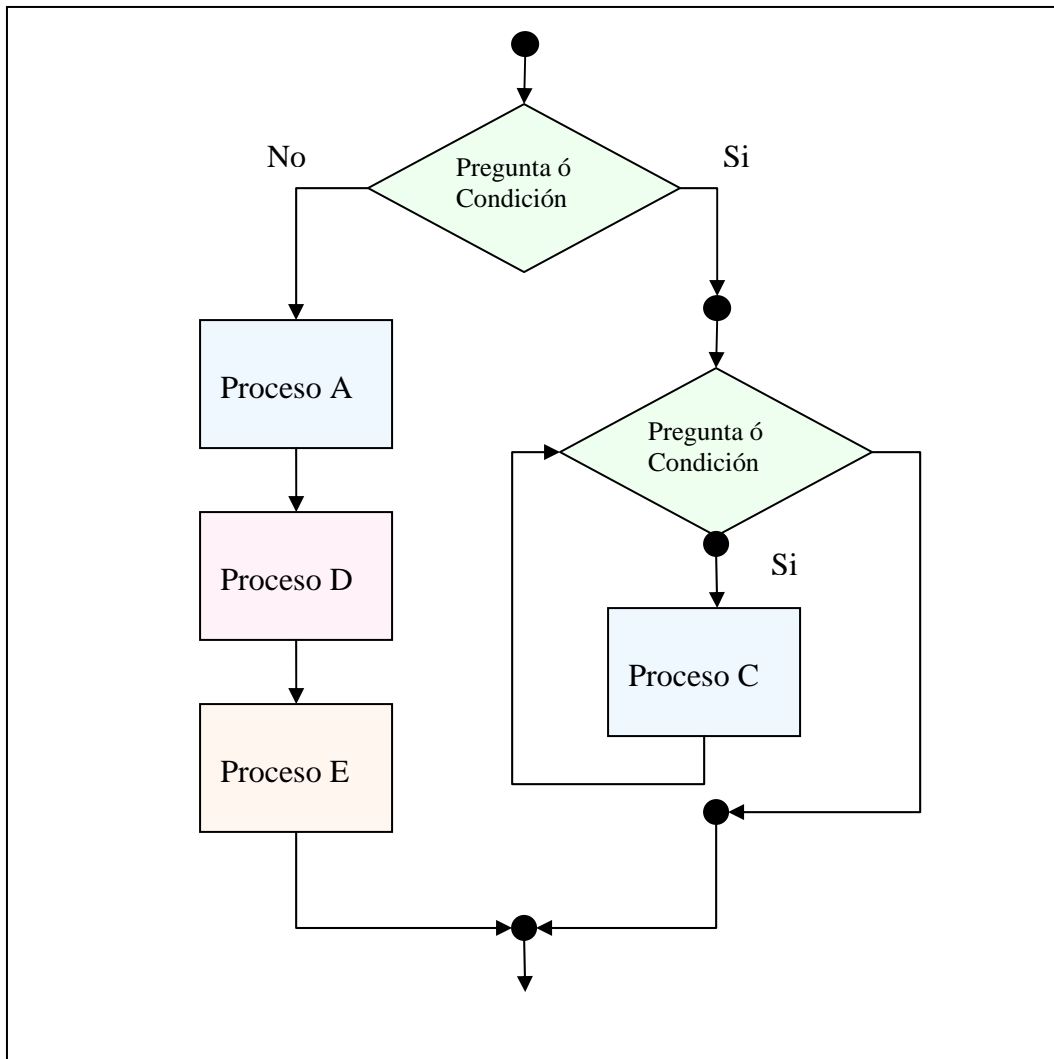 No
Pregunta ó
Condición
Si
Proceso A
Pregunta ó
Condición
Si
Proceso D
Proceso C
Proceso E